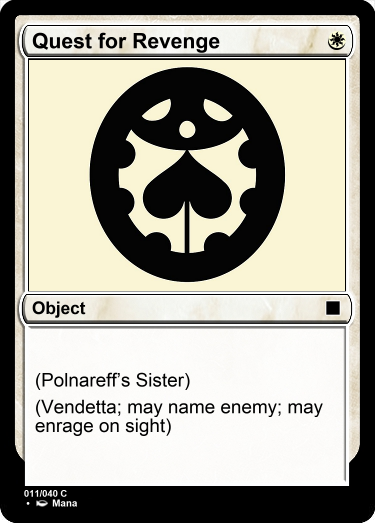 Quest for Revenge
Object
(Polnareff's Sister)
(Vendetta; may name enemy; may
enrage on sight)
011/040 C
• Mana